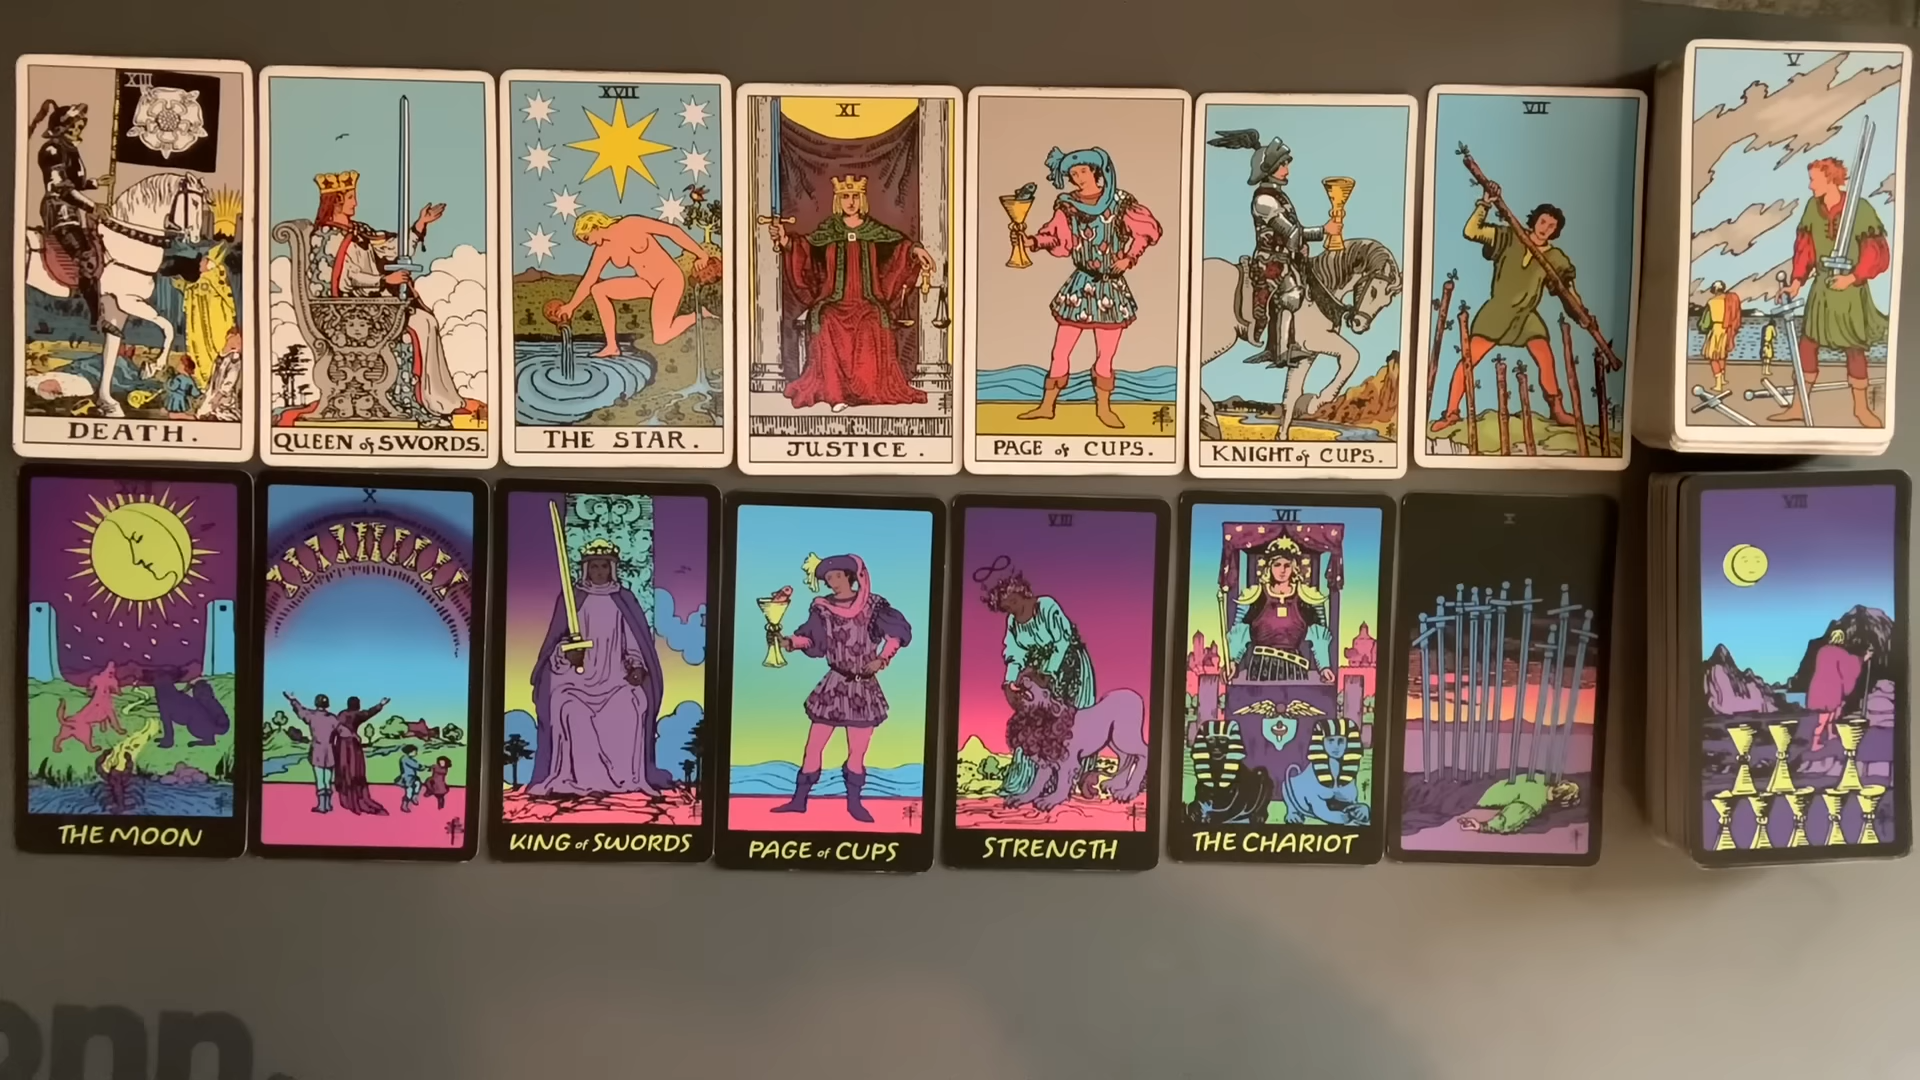 XIII
DEATH.
QUEEN of SWORDS.
XVII
THE STAR.
XI
JUSTICE.
PAGE of CUPS.
KNIGHT of CUPS.
VII
V
THE MOON
X
KING of SWORDS
PAGE of CUPS
VIII
STRENGTH
VII
THE CHARIOT
VIII